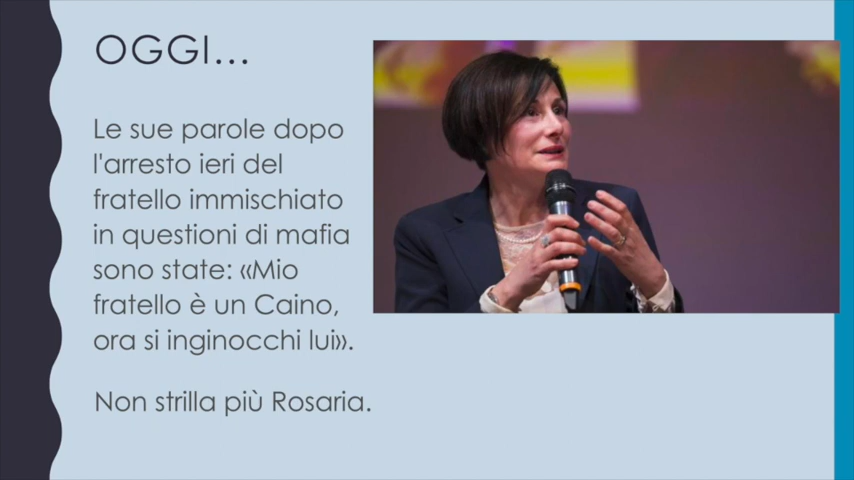 OGGI...
Le sue parole dopo
l'arresto ieri del
fratello immischiato
in questioni di mafia
sono state: «Mio
fratello è un Caino,
ora si inginocchi lui».
Non strilla più Rosaria.